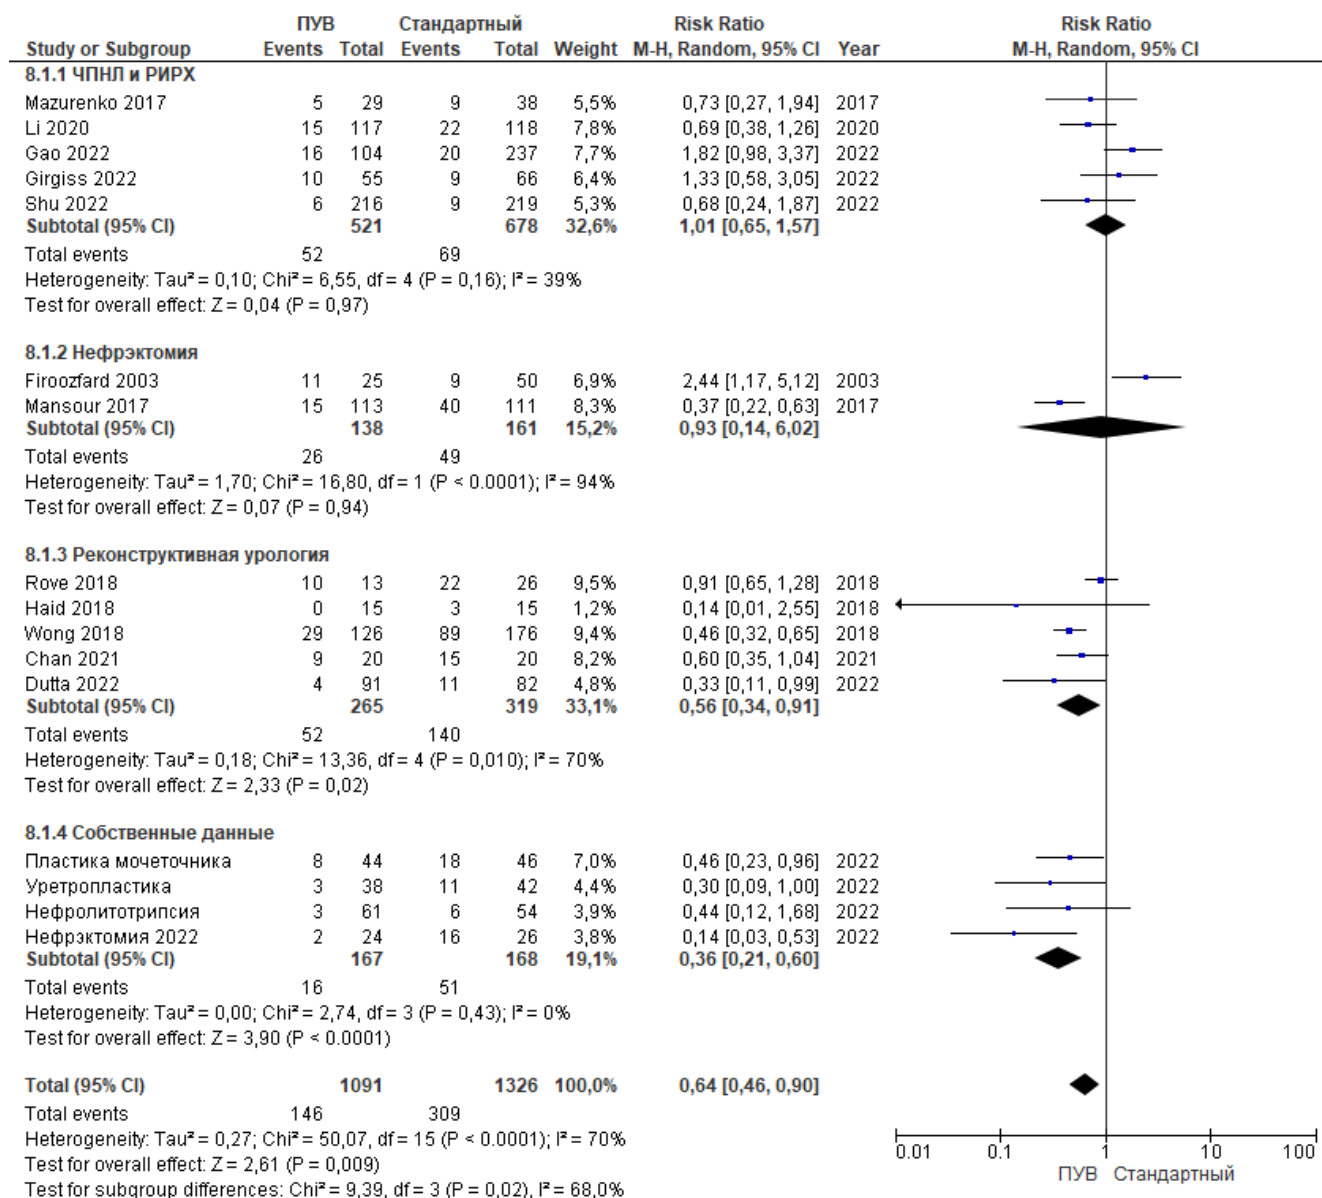 ПУВ Стандартный Risk Ratio Risk Ratio
Study or Subgroup Events Total Events Total Weight M-H, Random, 95% CI Year M-H, Random, 95% CI
8.1.1 ЧПНЛ и РИРХ
Mazurenko 2017 5 29 9 38 5,5% 0,73 [0,27, 1,94] 2017
Li 2020 15 117 22 118 7,8% 0,69 [0,38, 1,26] 2020
Gao 2022 16 104 20 237 7,7% 1,82 [0,98, 3,37] 2022
Girgiss 2022 10 55 9 66 6,4% 1,33 [0,58, 3,05] 2022
Shu 2022 6 216 9 219 5,3% 0,68 [0,24, 1,87] 2022
Subtotal (95% CI) 521 678 32,6% 1,01 [0,65, 1,57]
Total events 52 69
Heterogeneity: Tau² = 0,10; Chi² = 6,55, df = 4 (P = 0,16); I² = 39%
Test for overall effect: Z = 0,04 (P = 0,97)
8.1.2 Нефрэктомия
Firoozfard 2003 11 25 9 50 6,9% 2,44 [1,17, 5,12] 2003
Mansour 2017 15 113 40 111 8,3% 0,37 [0,22, 0,63] 2017
Subtotal (95% CI) 138 161 15,2% 0,93 [0,14, 6,02]
Total events 26 49
Heterogeneity: Tau² = 1,70; Chi² = 16,80, df = 1 (P < 0.0001); I² = 94%
Test for overall effect: Z = 0,07 (P = 0,94)
8.1.3 Реконструктивная урология
Rove 2018 10 13 22 26 9,5% 0,91 [0,65, 1,28] 2018
Haid 2018 0 15 3 15 1,2% 0,14 [0,01, 2,55] 2018
Wong 2018 29 126 89 176 9,4% 0,46 [0,32, 0,65] 2018
Chan 2021 9 20 15 20 8,2% 0,60 [0,35, 1,04] 2021
Dutta 2022 4 91 11 82 4,8% 0,33 [0,11, 0,99] 2022
Subtotal (95% CI) 265 319 33,1% 0,56 [0,34, 0,91]
Total events 52 140
Heterogeneity: Tau² = 0,18; Chi² = 13,36, df = 4 (P = 0,010); I² = 70%
Test for overall effect: Z = 2,33 (P = 0,02)
8.1.4 Собственные данные
Пластика мочеточника 8 44 18 46 7,0% 0,46 [0,23, 0,96] 2022
Уретропластика 3 38 11 42 4,4% 0,30 [0,09, 1,00] 2022
Нефролитотрипсия 3 61 6 54 3,9% 0,44 [0,12, 1,68] 2022
Нефрэктомия 2022 2 24 16 26 3,8% 0,14 [0,03, 0,53] 2022
Subtotal (95% CI) 167 168 19,1% 0,36 [0,21, 0,60]
Total events 16 51
Heterogeneity: Tau² = 0,00; Chi² = 2,74, df = 3 (P = 0,43); I² = 0%
Test for overall effect: Z = 3,90 (P < 0.0001)
Total (95% CI) 1091 1326 100,0% 0,64 [0,46, 0,90]
Total events 146 309
Heterogeneity: Tau² = 0,27; Chi² = 50,07, df = 15 (P < 0.0001); I² = 70%
Test for overall effect: Z = 2,61 (P = 0,009)
Test for subgroup differences: Chi² = 9,39, df = 3 (P = 0,02), I² = 68,0%
0.01 0.1 1 10 100
ПУВ Стандартный